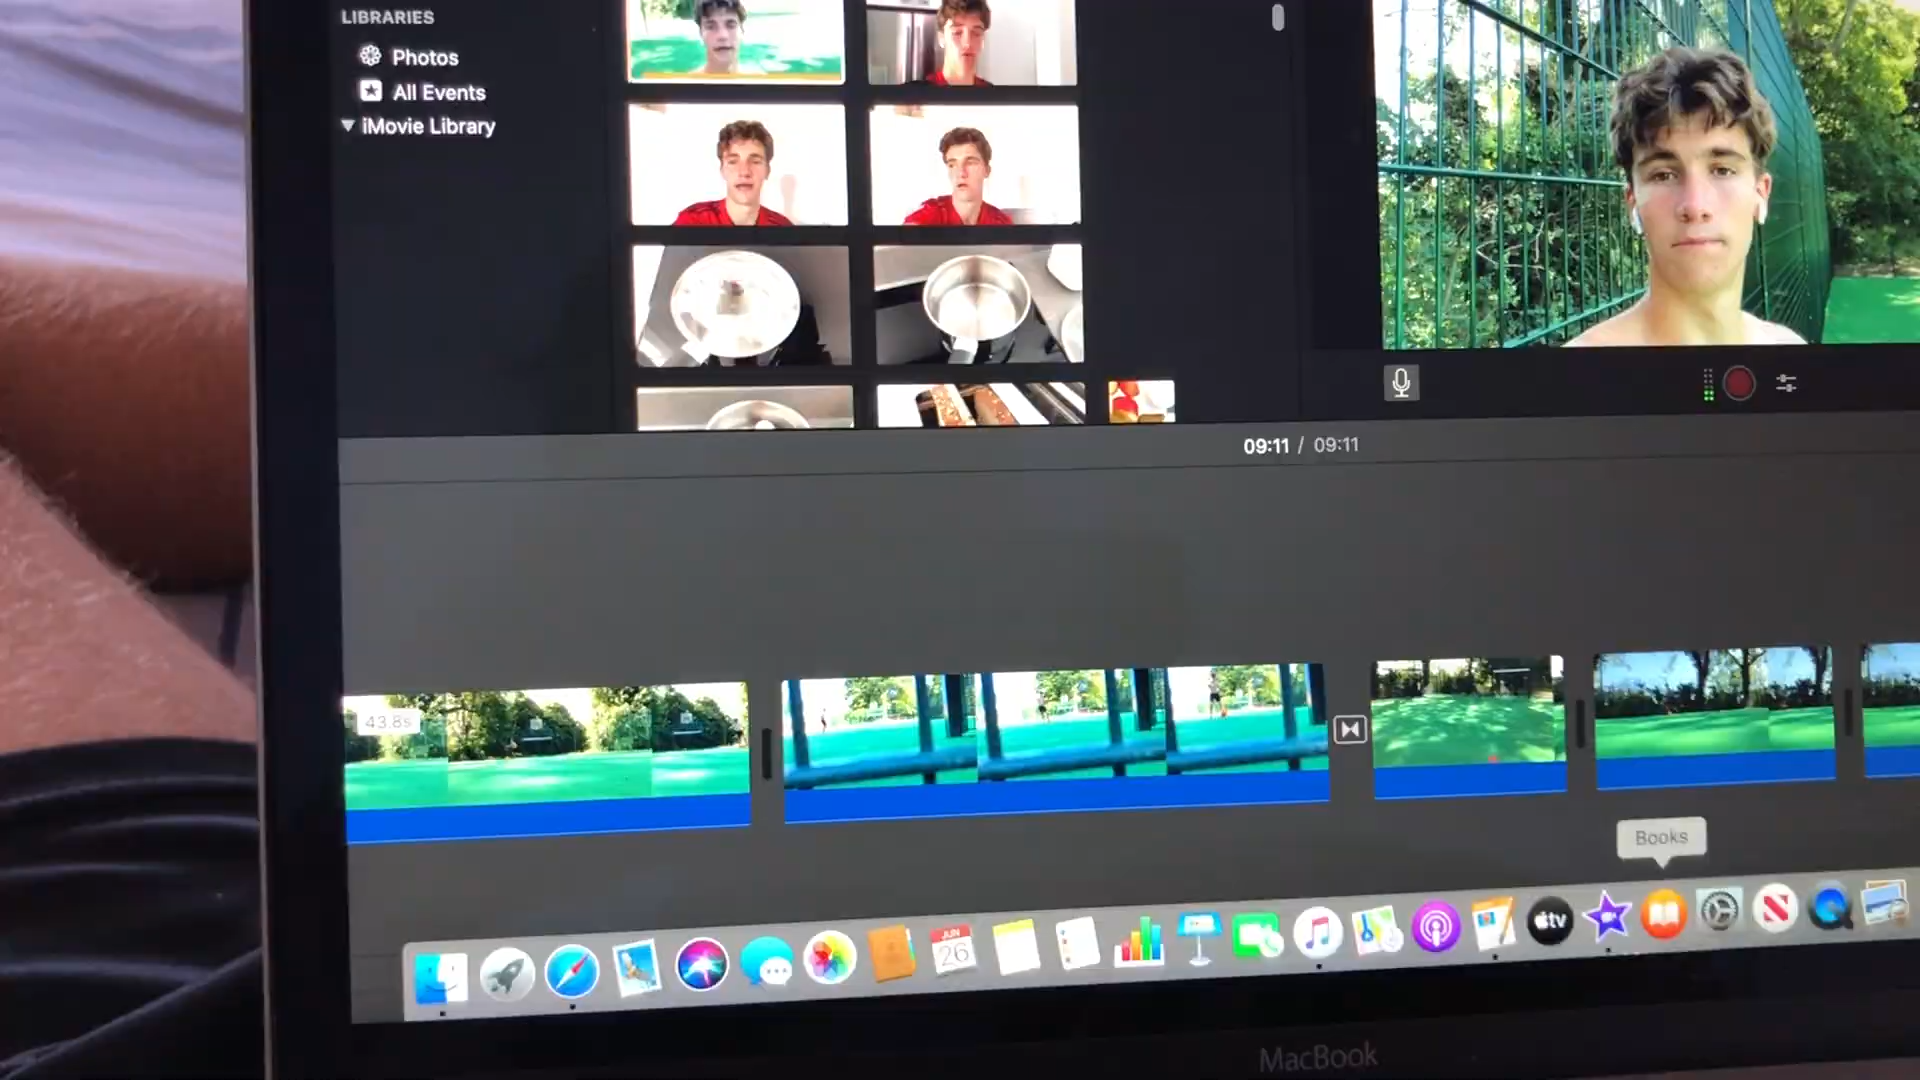 LIBRARIES
Photos
All Events
iMovie Library
09:11 / 09:11
43.8s
Books
JUN
26
tv
MacBook